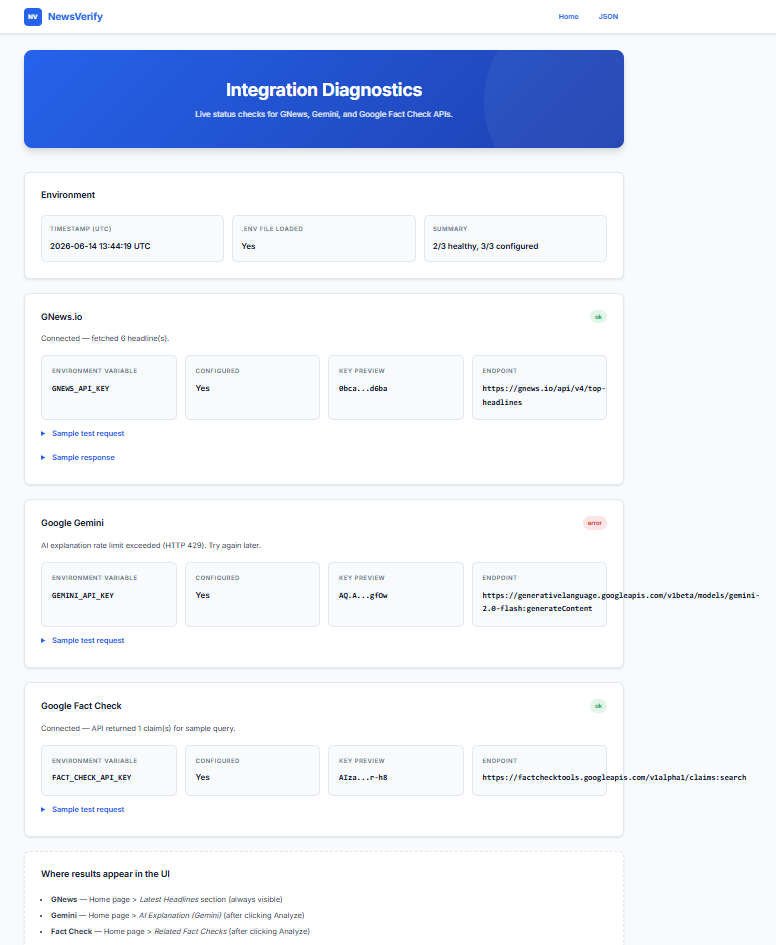 NV NewsVerify Home JSON
Integration Diagnostics
Live status checks for GNews, Gemini, and Google Fact Check APIs.
Environment
TIMESTAMP (UTC) .ENV FILE LOADED SUMMARY
2026-06-14 13:44:19 UTC Yes 2/3 healthy, 3/3 configured
GNews.io ok
Connected — fetched 6 headline(s).
ENVIRONMENT VARIABLE CONFIGURED KEY PREVIEW ENDPOINT
GNEWS_API_KEY Yes 0bca...d6ba https://gnews.io/api/v4/top-
headlines
▶ Sample test request
▶ Sample response
Google Gemini error
AI explanation rate limit exceeded (HTTP 429). Try again later.
ENVIRONMENT VARIABLE CONFIGURED KEY PREVIEW ENDPOINT
GEMINI_API_KEY Yes AQ.A...gfOw https://generativelanguage.googleapis.com/v1beta/models/gemini-
2.0-flash:generateContent
▶ Sample test request
Google Fact Check ok
Connected — API returned 1 claim(s) for sample query.
ENVIRONMENT VARIABLE CONFIGURED KEY PREVIEW ENDPOINT
FACT_CHECK_API_KEY Yes AIza...r-h8 https://factchecktools.googleapis.com/v1alpha1/claims:search
▶ Sample test request
Where results appear in the UI
• GNews — Home page > Latest Headlines section (always visible)
• Gemini — Home page > AI Explanation (Gemini) (after clicking Analyze)
• Fact Check — Home page > Related Fact Checks (after clicking Analyze)